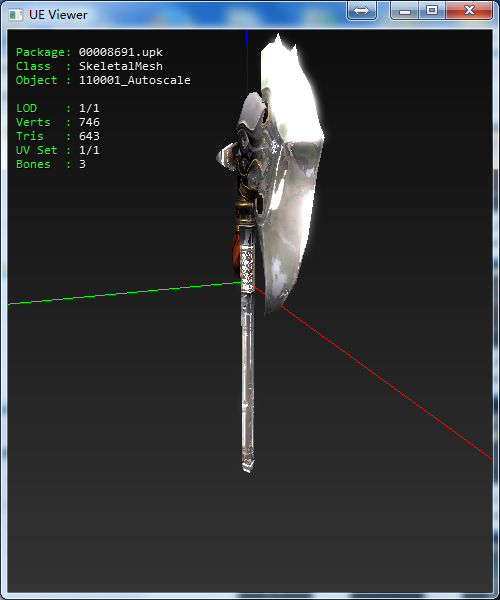 UE Viewer
Package: 00008691.upk
Class : SkeletalMesh
Object : 110001_Autoscale
LOD : 1/1
Verts : 746
Tris : 643
UV Set : 1/1
Bones : 3